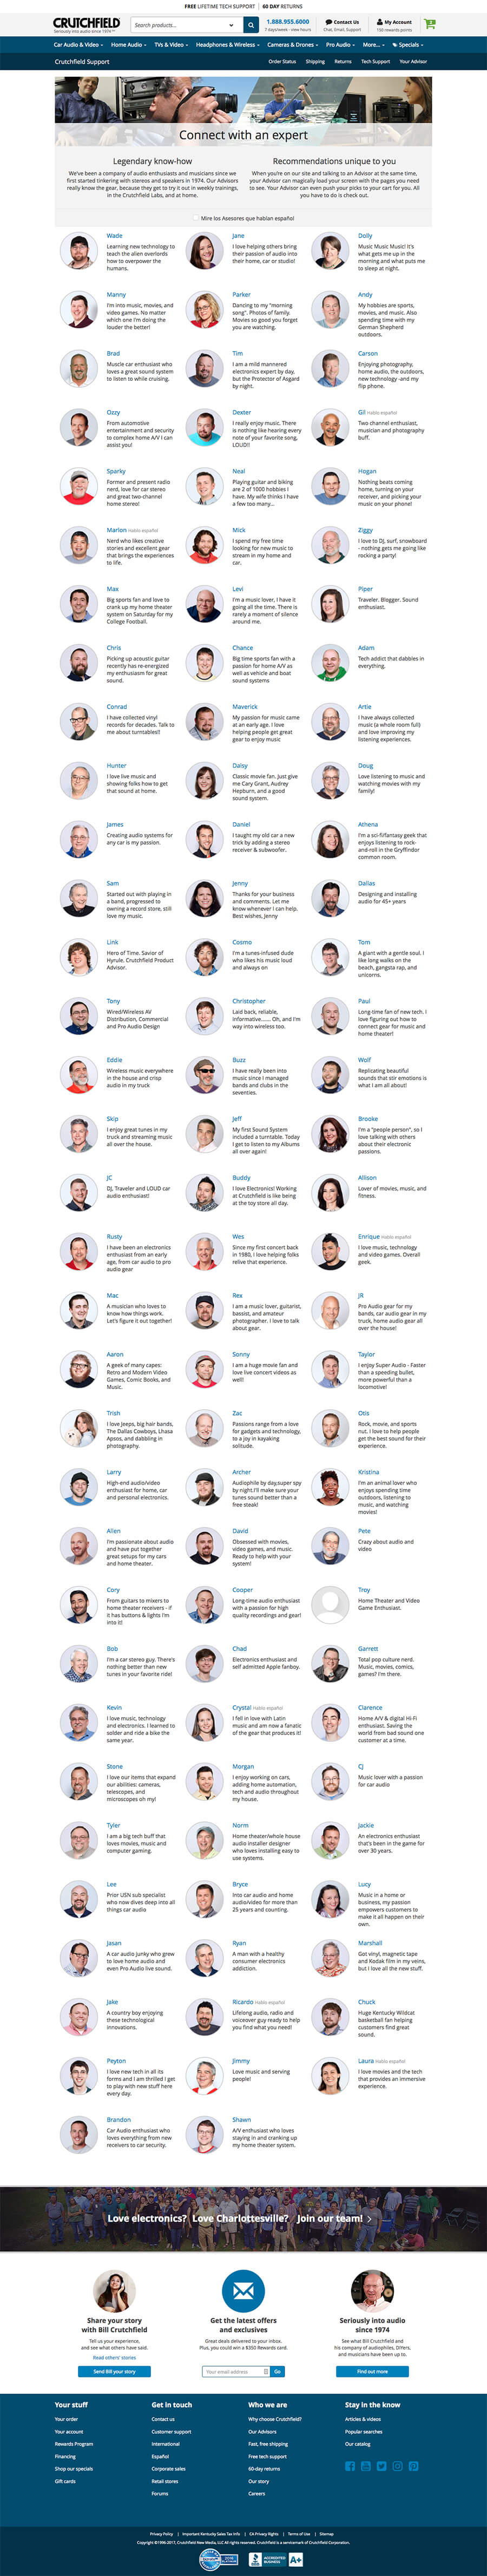 FREE LIFETIME TECH SUPPORT | 60 DAY RETURNS
CRUTCHFIELD
Seriously into audio since 1974™
Search products...
1.888.955.6000
7 days/week - view hours
Contact Us
Chat, Email, Support
My Account
159 rewards points
Car Audio & Video
Home Audio
TVs & Video
Headphones & Wireless
Cameras & Drones
Pro Audio
More...
Specials
Crutchfield Support
Order Status
Shipping
Returns
Tech Support
Your Advisor
Connect with an expert
Legendary know-how
We've been a company of audio enthusiasts and musicians since we
first started tinkering with stereos and speakers in 1974. Our Advisors
really know the gear, because they get to try it out in weekly trainings,
in the Crutchfield Labs, and at home.
Recommendations unique to you
When you're on our site and talking to an Advisor at the same time,
your Advisor can magically load your screen with the pages you need
to see. Your Advisor can even push your picks to your cart for you. All
you have to do is check out.
Mire los Asesores que hablan español
Wade
Learning new technology to
teach the alien overlords
how to overpower the
humans.
Jane
I love helping others bring
their passion of audio into
their home, car or studio!
Dolly
Music Music Music! It's
what gets me up in the
morning and what puts me
to sleep at night.
Manny
I'm into music, movies, and
video games. No matter
which one I'm doing the
louder the better!
Parker
Dancing to my "morning
song". Photos of family.
Movies so good you forget
you are watching.
Andy
My hobbies are sports,
movies, and music. Also
spending time with my
German Shepherd
outdoors.
Brad
Muscle car enthusiast who
loves a great sound system
to listen to while cruising.
Tim
I am a mild mannered
electronics expert by day,
but the Protector of Asgard
by night.
Carson
Enjoying photography,
home audio, the outdoors,
new technology -and my
flip phone.
Ozzy
From automotive
entertainment and security
to complex home A/V I can
assist you!
Dexter
I really enjoy music. There
is nothing like hearing every
note of your favorite song,
LOUD!!
Gil Hablo español
Two channel enthusiast,
musician and photography
buff.
Sparky
Former and present radio
nerd, love for car stereo
and great two-channel
home stereo!
Neal
Playing guitar and biking
are 2 of 1000 hobbies I
have. My wife thinks I have
a few too many...
Hogan
Nothing beats coming
home, turning on your
receiver, and picking your
music on your phone!
Marlon Hablo español
Nerd who likes creative
stories and excellent gear
that brings the experiences
to life.
Mick
I spend my free time
looking for new music to
stream in my home and
car.
Ziggy
I love to DJ, surf, snowboard
- nothing gets me going like
rocking a party!
Max
Big sports fan and love to
crank up my home theater
system on Saturday for my
College Football.
Levi
I'm a music lover, I have it
going all the time. There is
rarely a moment of silence
around me.
Piper
Traveler. Blogger. Sound
enthusiast.
Chris
Picking up acoustic guitar
recently has re-energized
my enthusiasm for great
sound.
Chance
Big time sports fan with a
passion for home A/V as
well as vehicle and boat
sound systems
Adam
Tech addict that dabbles in
everything.
Conrad
I have collected vinyl
records for decades. Talk to
me about turntables!!
Maverick
My passion for music came
at an early age. I love
helping people get great
gear to enjoy music
Artie
I have always collected
music (a whole room full)
and love improving my
listening experiences.
Hunter
I love live music and
showing folks how to get
that sound at home.
Daisy
Classic movie fan. Just give
me Cary Grant, Audrey
Hepburn, and a good
sound system.
Doug
Love listening to music and
watching movies with my
family!
James
Creating audio systems for
any car is my passion.
Daniel
I taught my old car a new
trick by adding a stereo
receiver & subwoofer.
Athena
I'm a sci-fi/fantasy geek that
enjoys listening to rock-
and-roll in the Gryffindor
common room.
Sam
Started out with playing in
a band, progressed to
owning a record store, still
love my music.
Jenny
Thanks for your business
and comments. Let me
know whenever I can help.
Best wishes, Jenny
Dallas
Designing and installing
audio for 45+ years
Link
Hero of Time. Savior of
Hyrule. Crutchfield Product
Advisor.
Cosmo
I'm a tunes-infused dude
who likes his music loud
and always on
Tom
A giant with a gentle soul. I
like long walks on the
beach, gangsta rap, and
unicorns.
Tony
Wired/Wireless AV
Distribution, Commercial
and Pro Audio Design
Christopher
Laid back, reliable,
informative....... Oh, and I'm
way into wireless too.
Paul
Long-time fan of new tech. I
love figuring out how to
connect gear for music and
home theater!
Eddie
Wireless music everywhere
in the house and crisp
audio in my truck
Buzz
I have really been into
music since I managed
bands and clubs in the
seventies.
Wolf
Replicating beautiful
sounds that stir emotions is
what I am all about!
Skip
I enjoy great tunes in my
truck and streaming music
all over the house.
Jeff
My first Sound System
included a turntable. Today
I get to listen to my Albums
all over again!
Brooke
I'm a "people person", so I
love talking with others
about their electronic
passions.
JC
DJ, Traveler and LOUD car
audio enthusiast!
Buddy
I love Electronics! Working
at Crutchfield is like being
at the toy store all day.
Allison
Lover of movies, music, and
fitness.
Rusty
I have been an electronics
enthusiast from an early
age, from car audio to pro
audio gear
Wes
Since my first concert back
in 1980, I love helping folks
relive that experience.
Enrique Hablo español
I love music, technology
and video games. Overall
geek.
Mac
A musician who loves to
know how things work.
Let's figure it out together!
Rex
I am a music lover, guitarist,
bassist, and amateur
photographer. I love to talk
about gear.
JR
Pro Audio gear for my
bands, car audio gear in my
truck, home audio gear all
over the house!
Aaron
A geek of many capes:
Retro and Modern Video
Games, Comic Books, and
Music.
Sonny
I am a huge movie fan and
love live concert videos as
well!
Taylor
I enjoy Super Audio - Faster
than a speeding bullet,
more powerful than a
locomotive!
Trish
I love Jeeps, big hair bands,
The Dallas Cowboys, Lhasa
Apsos, and dabbling in
photography.
Zac
Passions range from a love
for gadgets and technology,
to a joy in kayaking
solitude.
Otis
Rock, movie, and sports
nut. I love to help people
get the best sound for their
experience.
Larry
High-end audio/video
enthusiast for home, car
and personal electronics.
Archer
Audiophile by day,super spy
by night.I'll make sure your
tunes sound better than a
free steak!
Kristina
I'm an animal lover who
enjoys spending time
outdoors, listening to
music, and watching
movies!
Allen
I'm passionate about audio
and have put together
great setups for my cars
and home theater.
David
Obsessed with movies,
video games, and music.
Ready to help with your
system!
Pete
Crazy about audio and
video
Cory
From guitars to mixers to
home theater receivers - if
it has buttons & lights I'm
into it!
Cooper
Long-time audio enthusiast
with a passion for high
quality recordings and gear!
Troy
Home Theater and Video
Game Enthusiast.
Bob
I'm a car stereo guy. There's
nothing better than new
tunes in your favorite ride!
Chad
Electronics enthusiast and
self admitted Apple fanboy.
Garrett
Total pop culture nerd.
Music, movies, comics,
games? I'm there.
Kevin
I love music, technology
and electronics. I learned to
solder and ride a bike the
same year.
Crystal Hablo español
I fell in love with Latin
music and am now a fanatic
of the gear that produces it!
Clarence
Home A/V & digital Hi-Fi
enthusiast. Saving the
world from bad sound one
customer at a time.
Stone
I love our items that expand
our abilities: cameras,
telescopes, and
microscopes oh my!
Morgan
I enjoy working on cars,
adding home automation,
tech and audio throughout
my house.
CJ
Music lover with a passion
for car audio
Tyler
I am a big tech buff that
loves movies, music and
computer gaming.
Norm
Home theater/whole house
audio installer designer
who loves installing easy to
use systems.
Jackie
An electronics enthusiast
that's been in the game for
over 30 years.
Lee
Prior USN sub specialist
who now dives deep into all
things car audio
Bryce
Into car audio and home
audio/video for more than
25 years and counting.
Lucy
Music in a home or
business, my passion
empowers customers to
make it all happen on their
own.
Jasan
A car audio junky who grew
to love home audio and
even Pro Audio live sound.
Ryan
A man with a healthy
consumer electronics
addiction.
Marshall
Got vinyl, magnetic tape
and Kodak film in my veins,
but I love all the new stuff.
Jake
A country boy enjoying
these technological
innovations.
Ricardo Hablo español
Lifelong audio, radio and
voiceover guy ready to help
you find what you need!
Chuck
Huge Kentucky Wildcat
basketball fan helping
customers find great
sound.
Peyton
I love new tech in all its
forms and I am thrilled I get
to play with new stuff here
every day.
Jimmy
Love music and serving
people!
Laura Hablo español
I love movies and the tech
that provides an immersive
experience.
Brandon
Car Audio enthusiast who
loves everything from new
receivers to car security.
Shawn
A/V enthusiast who loves
staying in and cranking up
my home theater system.
Love electronics? Love Charlottesville? Join our team!
Share your story
with Bill Crutchfield
Tell us your experience,
and see what others have said.
Read others' stories
Send Bill your story
Get the latest offers
and exclusives
Great deals delivered to your inbox.
Plus, you could win a $350 Rewards card.
Your email address
Go
Seriously into audio
since 1974
See what Bill Crutchfield and
his company of audiophiles, DIYers,
and musicians have been up to.
Find out more
Your stuff
Your order
Your account
Rewards Program
Financing
Shop our specials
Gift cards
Get in touch
Contact us
Customer support
International
Español
Corporate sales
Retail stores
Forums
Who we are
Why choose Crutchfield?
Our Advisors
Fast, free shipping
Free tech support
60-day returns
Our story
Careers
Stay in the know
Articles & videos
Popular searches
Our catalog
Privacy Policy | Important Kentucky Sales Tax Info | CA Privacy Rights | Terms of Use | Sitemap
Copyright ©1996-2017, Crutchfield New Media, LLC All rights reserved. Crutchfield is a servicemark of Crutchfield Corporation.
BBB
ACCREDITED
BUSINESS
A+